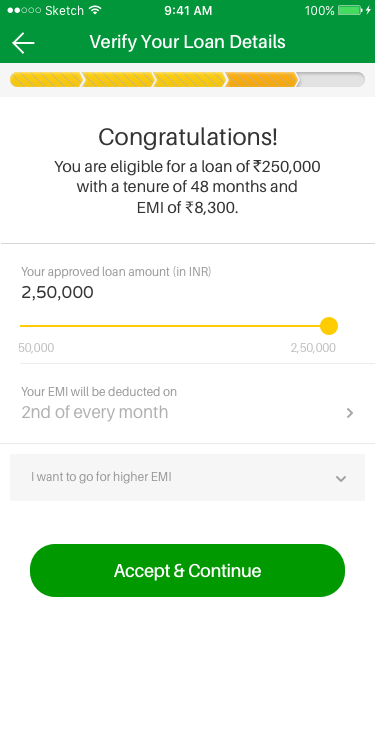 Sketch 9:41 AM 100%
Verify Your Loan Details
Congratulations!
You are eligible for a loan of ₹250,000
with a tenure of 48 months and
EMI of ₹8,300.
Your approved loan amount (in INR)
2,50,000
50,000 2,50,000
Your EMI will be deducted on
2nd of every month
I want to go for higher EMI
Accept & Continue